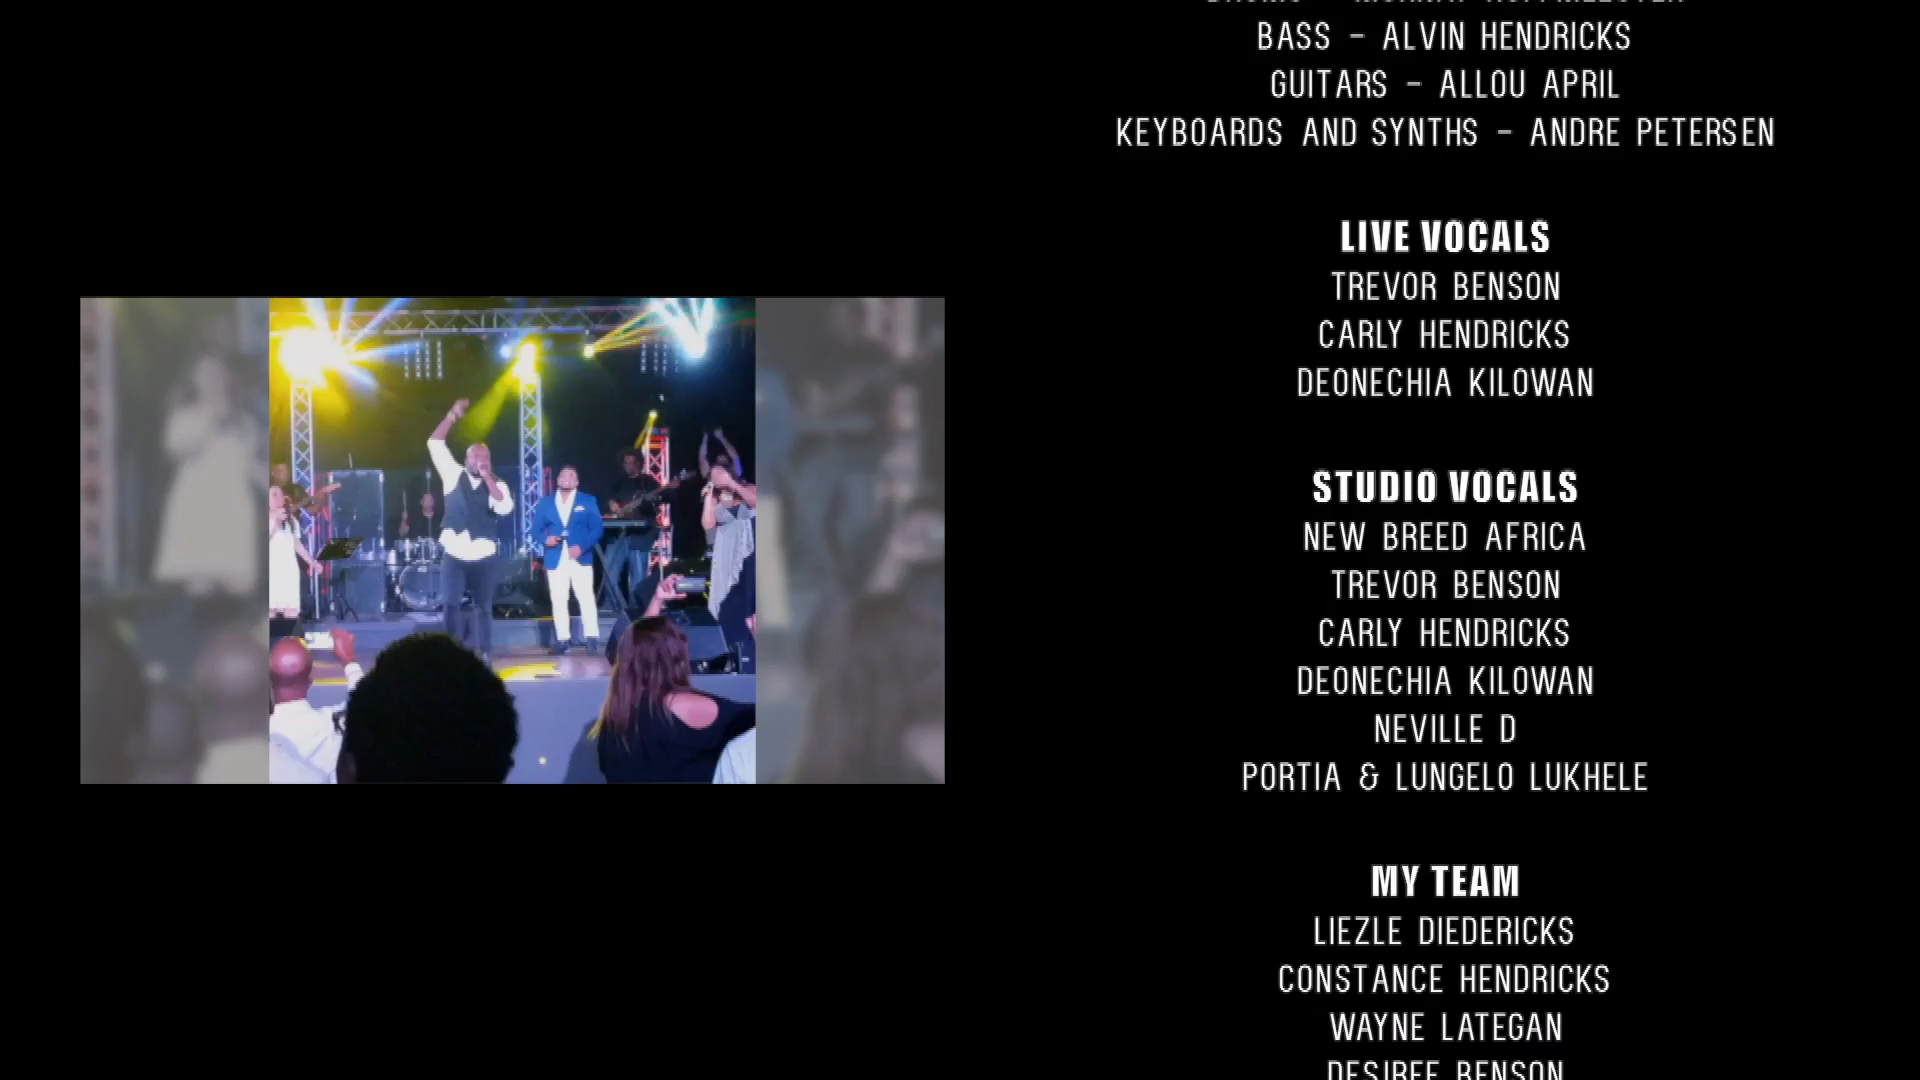 BASS - ALVIN HENDRICKS
GUITARS - ALLOU APRIL
KEYBOARDS AND SYNTHS - ANDRE PETERSEN
LIVE VOCALS
TREVOR BENSON
CARLY HENDRICKS
DEONECHIA KILOWAN
STUDIO VOCALS
NEW BREED AFRICA
TREVOR BENSON
CARLY HENDRICKS
DEONECHIA KILOWAN
NEVILLE D
PORTIA & LUNGELO LUKHELE
MY TEAM
LIEZLE DIEDERICKS
CONSTANCE HENDRICKS
WAYNE LATEGAN
DESIREE BENSON